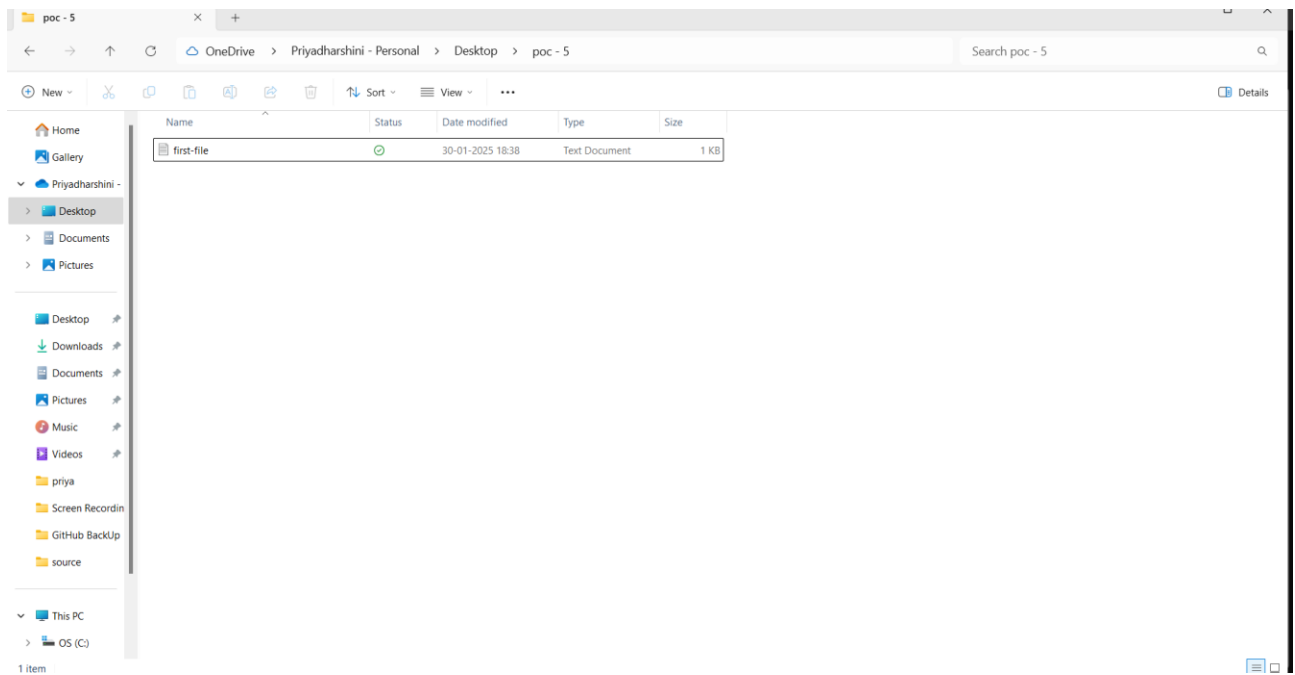 poc - 5
OneDrive > Priyadharshini - Personal > Desktop > poc - 5
Search poc - 5
New
Sort
View
Details
Name Status Date modified Type Size
first-file 30-01-2025 18:38 Text Document 1 KB
Home
Gallery
Priyadharshini -
Desktop
Documents
Pictures
Desktop
Downloads
Documents
Pictures
Music
Videos
priya
Screen Recordin
GitHub BackUp
source
This PC
OS (C:)
1 item